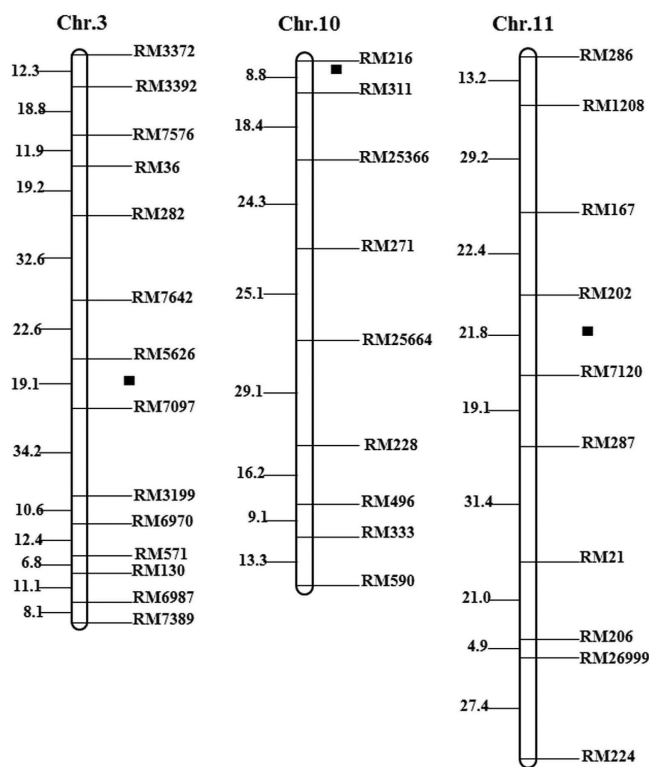 Chr.3
RM3372
12.3
RM3392
18.8
RM7576
11.9
RM36
19.2
RM282
32.6
RM7642
22.6
RM5626
19.1
RM7097
34.2
RM3199
10.6
RM6970
12.4
RM571
6.8
RM130
11.1
RM6987
8.1
RM7389
Chr.10
RM216
8.8
RM311
18.4
RM25366
24.3
RM271
25.1
RM25664
29.1
RM228
16.2
RM496
9.1
RM333
13.3
RM590
Chr.11
RM286
13.2
RM1208
29.2
RM167
22.4
RM202
21.8
RM7120
19.1
RM287
31.4
RM21
21.0
RM206
4.9
RM26999
27.4
RM224